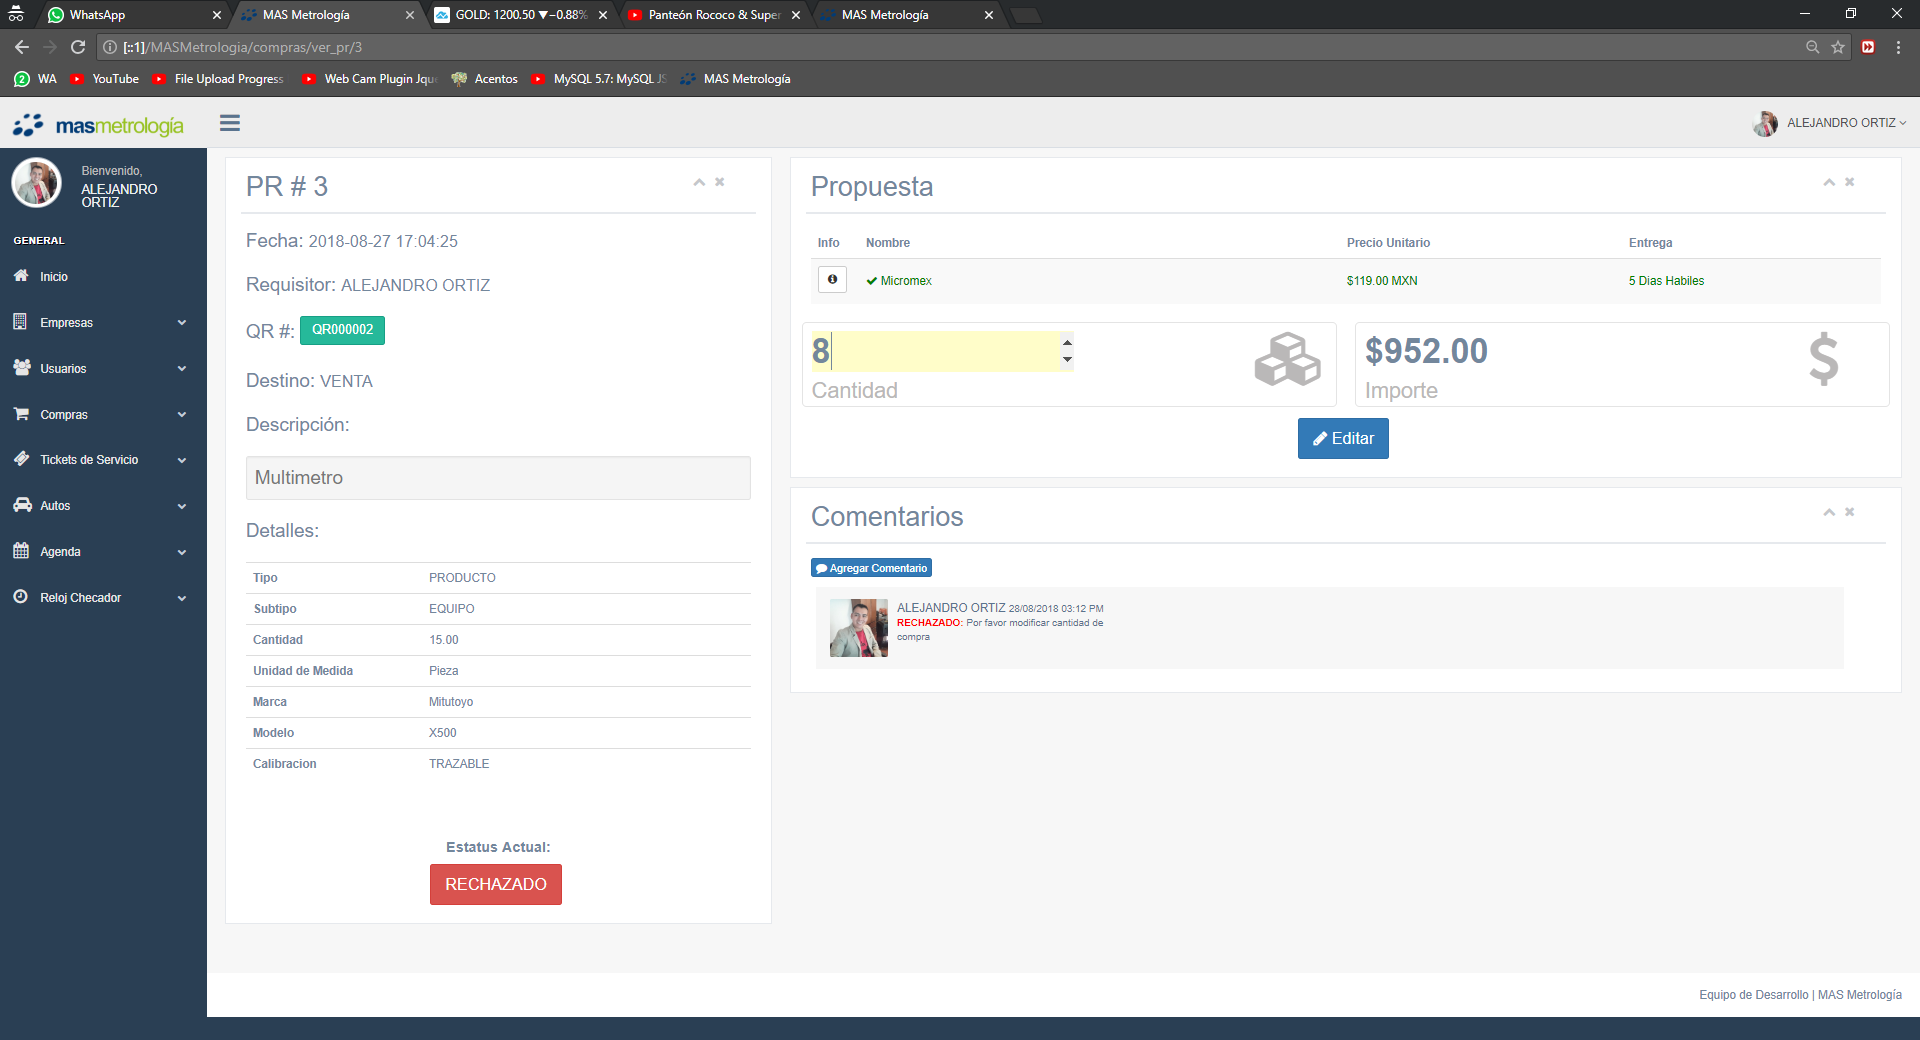 WhatsApp
MAS Metrología
GOLD: 1200.50 ▼−0.88%
Panteón Rococo & Super
MAS Metrología
[::1]/MASMetrologia/compras/ver_pr/3
2 WA
YouTube
File Upload Progress
Web Cam Plugin Jqu
Acentos
MySQL 5.7: MySQL JS
MAS Metrología
masmetrología
ALEJANDRO ORTIZ
Bienvenido,
ALEJANDRO
ORTIZ
GENERAL
Inicio
Empresas
Usuarios
Compras
Tickets de Servicio
Autos
Agenda
Reloj Checador
PR # 3
Fecha: 2018-08-27 17:04:25
Requisitor: ALEJANDRO ORTIZ
QR #: QR000002
Destino: VENTA
Descripción:
Multimetro
Detalles:
Tipo PRODUCTO
Subtipo EQUIPO
Cantidad 15.00
Unidad de Medida Pieza
Marca Mitutoyo
Modelo X500
Calibracion TRAZABLE
Estatus Actual:
RECHAZADO
Propuesta
Info Nombre Precio Unitario Entrega
Micromex $119.00 MXN 5 Dias Habiles
8
Cantidad
$952.00
Importe
Editar
Comentarios
Agregar Comentario
ALEJANDRO ORTIZ 28/08/2018 03:12 PM
RECHAZADO: Por favor modificar cantidad de
compra
Equipo de Desarrollo | MAS Metrología